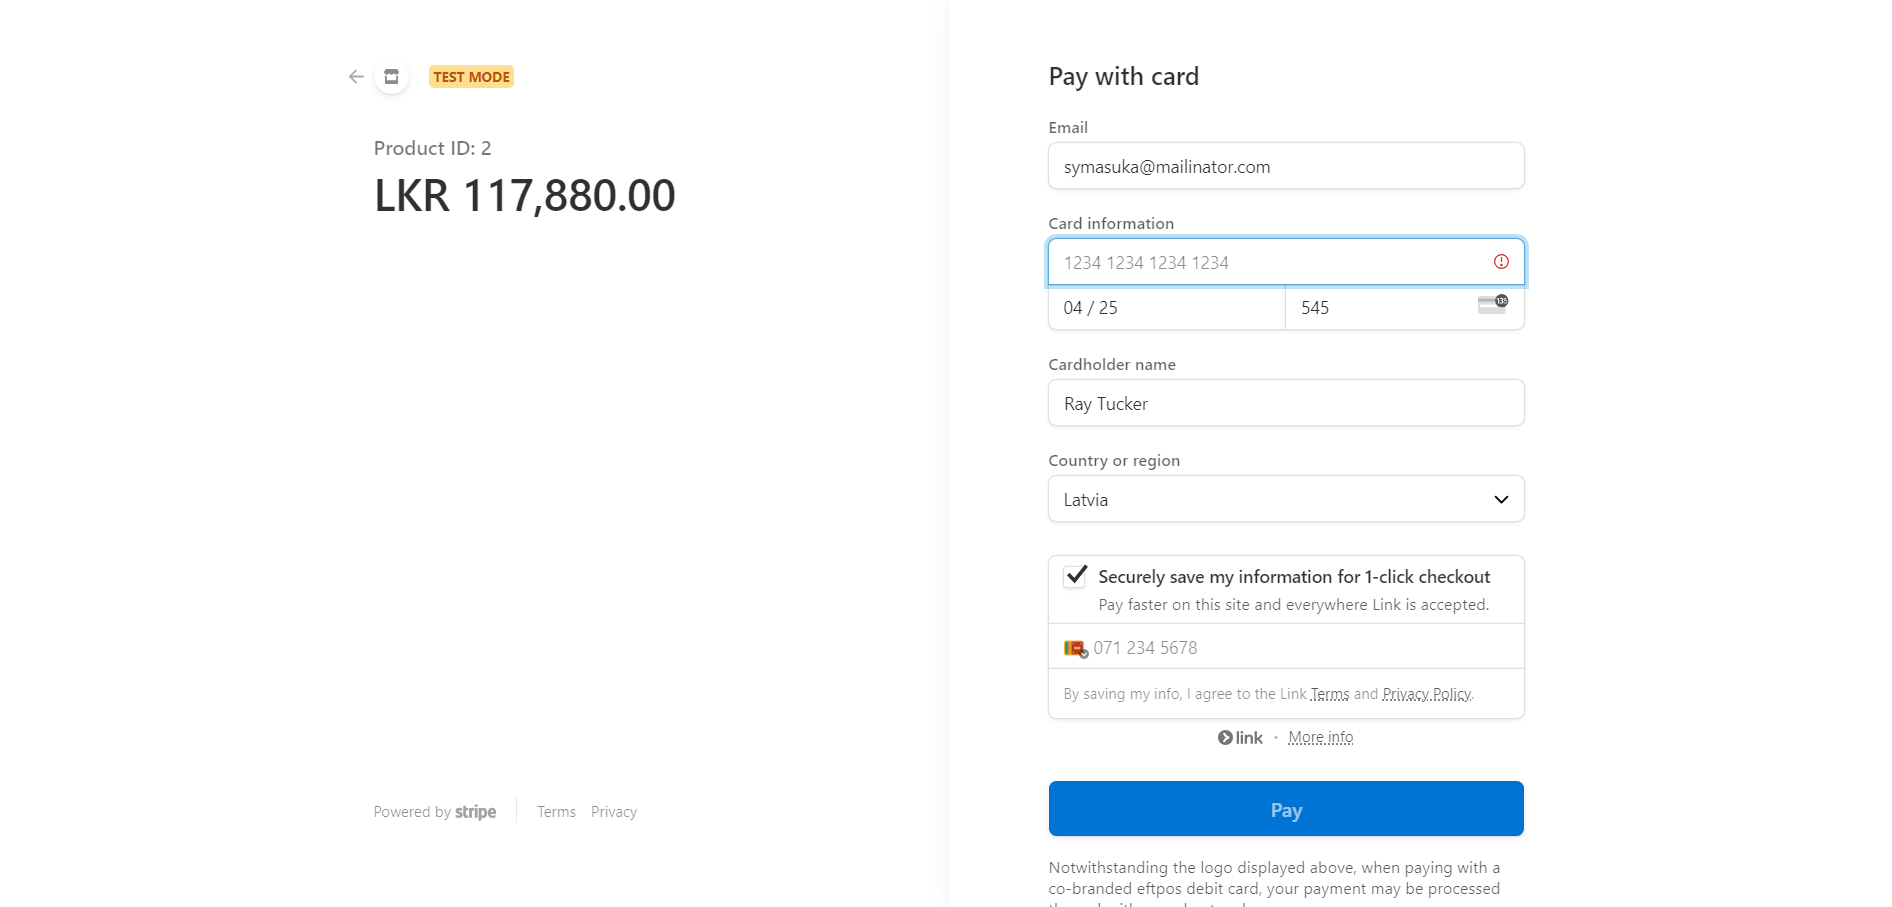 TEST MODE
Product ID: 2
LKR 117,880.00
Powered by stripe
Terms
Privacy
Pay with card
Email
symasuka@mailinator.com
Card information
1234 1234 1234 1234
04 / 25
545
135
Cardholder name
Ray Tucker
Country or region
Latvia
Securely save my information for 1-click checkout
Pay faster on this site and everywhere Link is accepted.
071 234 5678
By saving my info, I agree to the Link Terms and Privacy Policy.
link · More info
Pay
Notwithstanding the logo displayed above, when paying with a
co-branded eftpos debit card, your payment may be processed